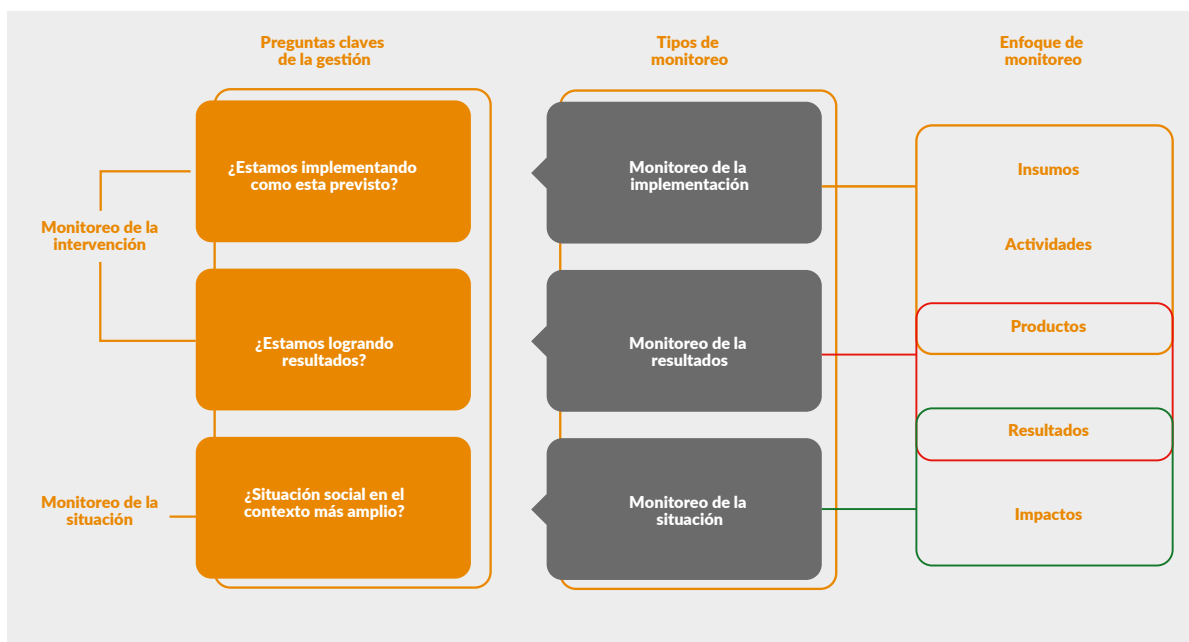 Preguntas claves
de la gestión
Tipos de
monitoreo
Enfoque de
monitoreo
Monitoreo de la
intervención
¿Estamos implementando
como esta previsto?
Monitoreo de la
implementación
Insumos
Actividades
¿Estamos logrando
resultados?
Monitoreo de la
resultados
Productos
Resultados
Monitoreo de la
situación
¿Situación social en el
contexto más amplio?
Monitoreo de la
situación
Impactos